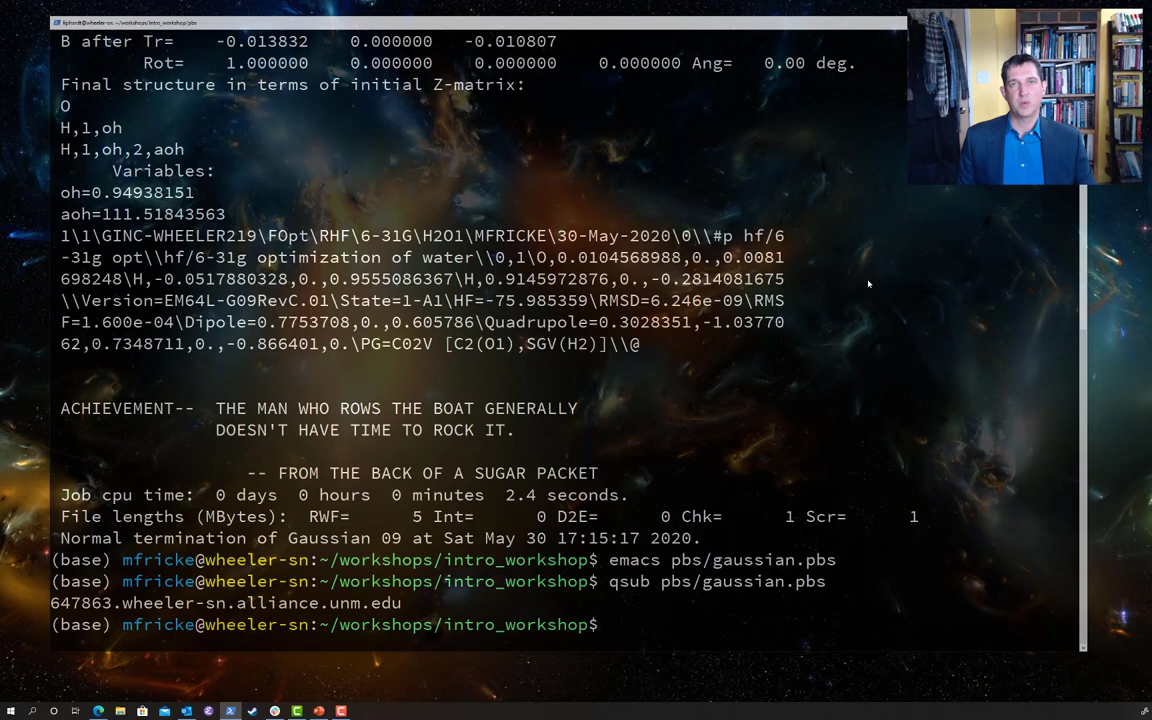 liphardt@wheeler-sn: ~/workshops/intro_workshop/pbs
B after Tr=    -0.013832    0.000000   -0.010807
Rot=    1.000000    0.000000    0.000000    0.000000 Ang=   0.00 deg.
Final structure in terms of initial Z-matrix:
O
H,1,oh
H,1,oh,2,aoh
Variables:
oh=0.94938151
aoh=111.51843563
1\1\GINC-WHEELER219\FOpt\RHF\6-31G\H2O1\MFRICKE\30-May-2020\0\\#p hf/6
-31g opt\\hf/6-31g optimization of water\\0,1\O,0.0104568988,0.,0.0081
698248\H,-0.0517880328,0.,0.9555086367\H,0.9145972876,0.,-0.2814081675
\\Version=EM64L-G09RevC.01\State=1-A1\HF=-75.985359\RMSD=6.246e-09\RMS
F=1.600e-04\Dipole=0.7753708,0.,0.605786\Quadrupole=0.3028351,-1.03770
62,0.7348711,0.,-0.866401,0.\PG=C02V [C2(O1),SGV(H2)]\\@
ACHIEVEMENT--  THE MAN WHO ROWS THE BOAT GENERALLY
DOESN'T HAVE TIME TO ROCK IT.
-- FROM THE BACK OF A SUGAR PACKET
Job cpu time:  0 days  0 hours  0 minutes  2.4 seconds.
File lengths (MBytes):  RWF=      5 Int=      0 D2E=      0 Chk=      1 Scr=      1
Normal termination of Gaussian 09 at Sat May 30 17:15:17 2020.
(base) mfricke@wheeler-sn:~/workshops/intro_workshop$ emacs pbs/gaussian.pbs
(base) mfricke@wheeler-sn:~/workshops/intro_workshop$ qsub pbs/gaussian.pbs
647863.wheeler-sn.alliance.unm.edu
(base) mfricke@wheeler-sn:~/workshops/intro_workshop$